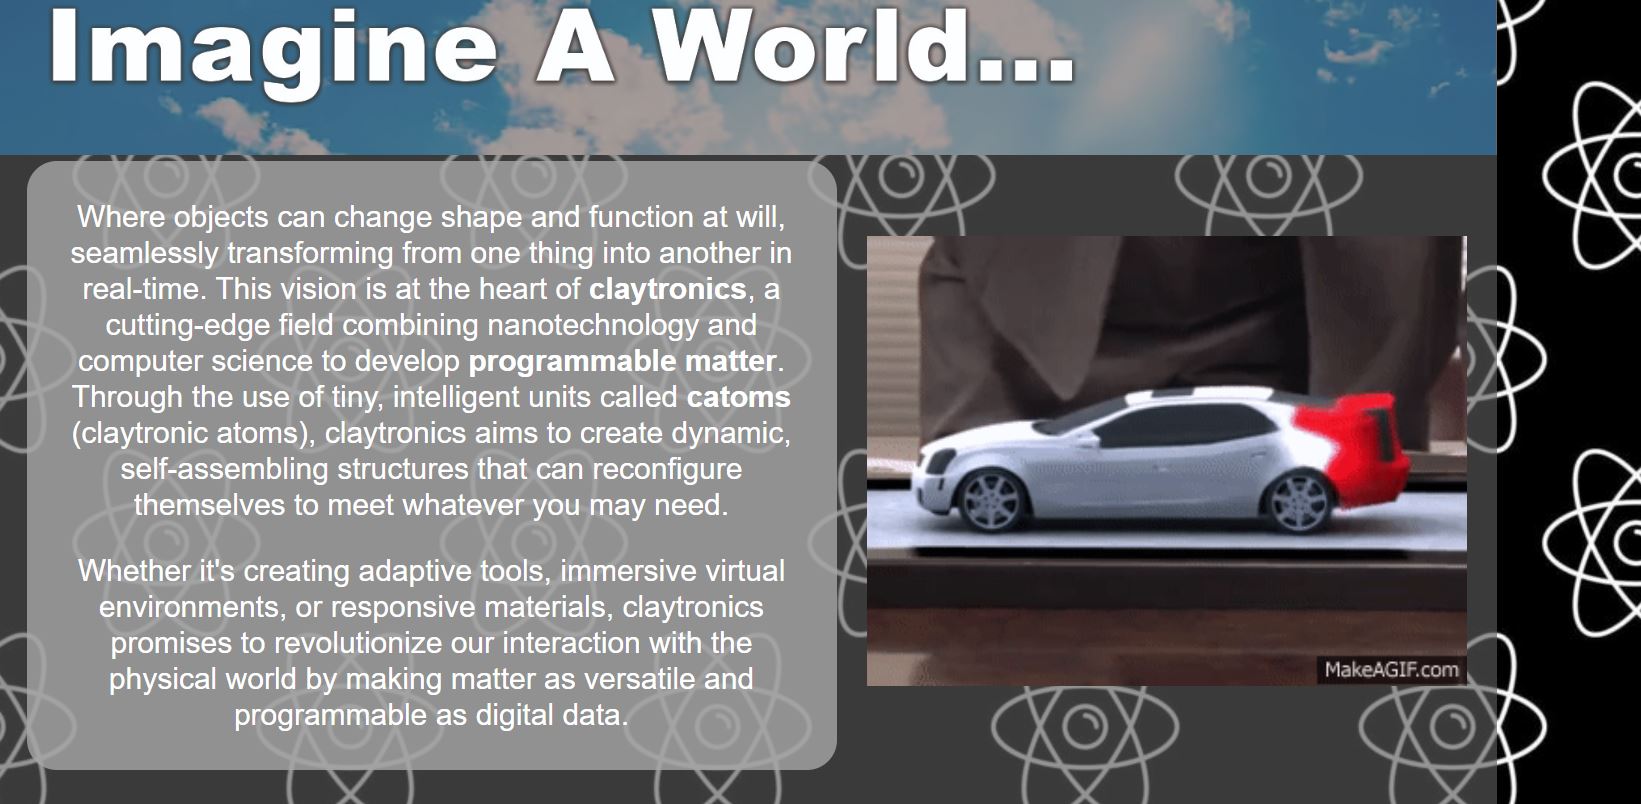 Imagine A World...
Where objects can change shape and function at will,
seamlessly transforming from one thing into another in
real-time. This vision is at the heart of claytronics, a
cutting-edge field combining nanotechnology and
computer science to develop programmable matter.
Through the use of tiny, intelligent units called catoms
(claytronic atoms), claytronics aims to create dynamic,
self-assembling structures that can reconfigure
themselves to meet whatever you may need.
Whether it's creating adaptive tools, immersive virtual
environments, or responsive materials, claytronics
promises to revolutionize our interaction with the
physical world by making matter as versatile and
programmable as digital data.
MakeAGIF.com